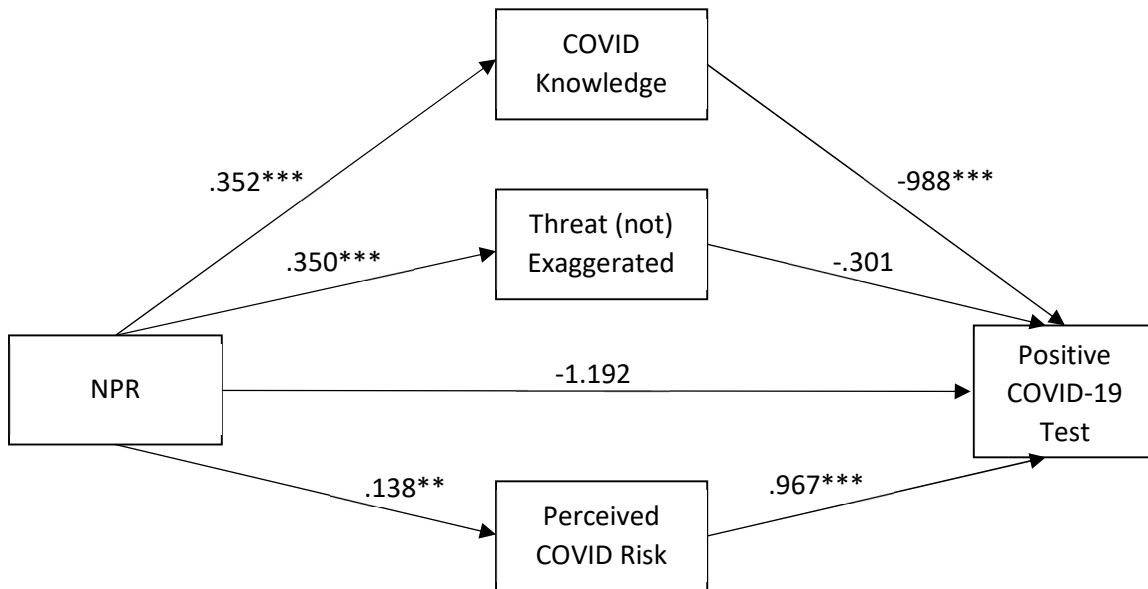 COVID
Knowledge
.352***
-988***
Threat (not)
Exaggerated
.350***
-.301
NPR
-1.192
Positive
COVID-19
Test
.138**
.967***
Perceived
COVID Risk